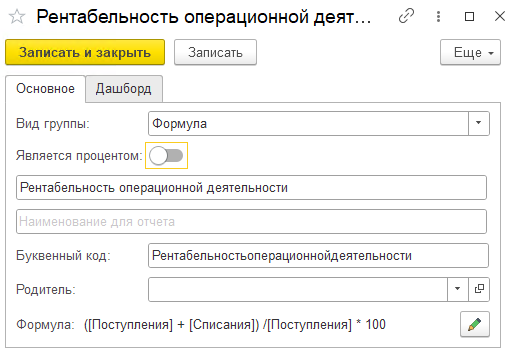 Рентабельность операционной деят...
Записать и закрыть
Записать
Еще
Основное
Дашборд
Вид группы: Формула
Является процентом:
Рентабельность операционной деятельности
Наименование для отчета
Буквенный код: Рентабельностьоперационнойдеятельности
Родитель:
Формула: ([Поступления] + [Списания]) /[Поступления] * 100